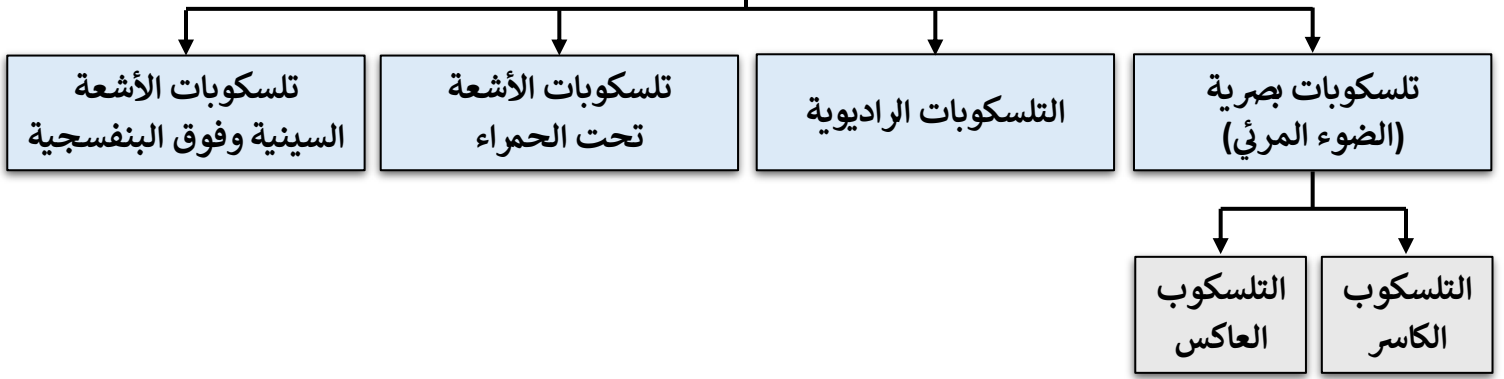 تلسكوبات بصرية
(الضوء المرئي)
التلسكوبات الراديوية
تلسكوبات الأشعة
تحت الحمراء
تلسكوبات الأشعة
السينية وفوق البنفسجية
التلسكوب
الكاسر
التلسكوب
العاكس